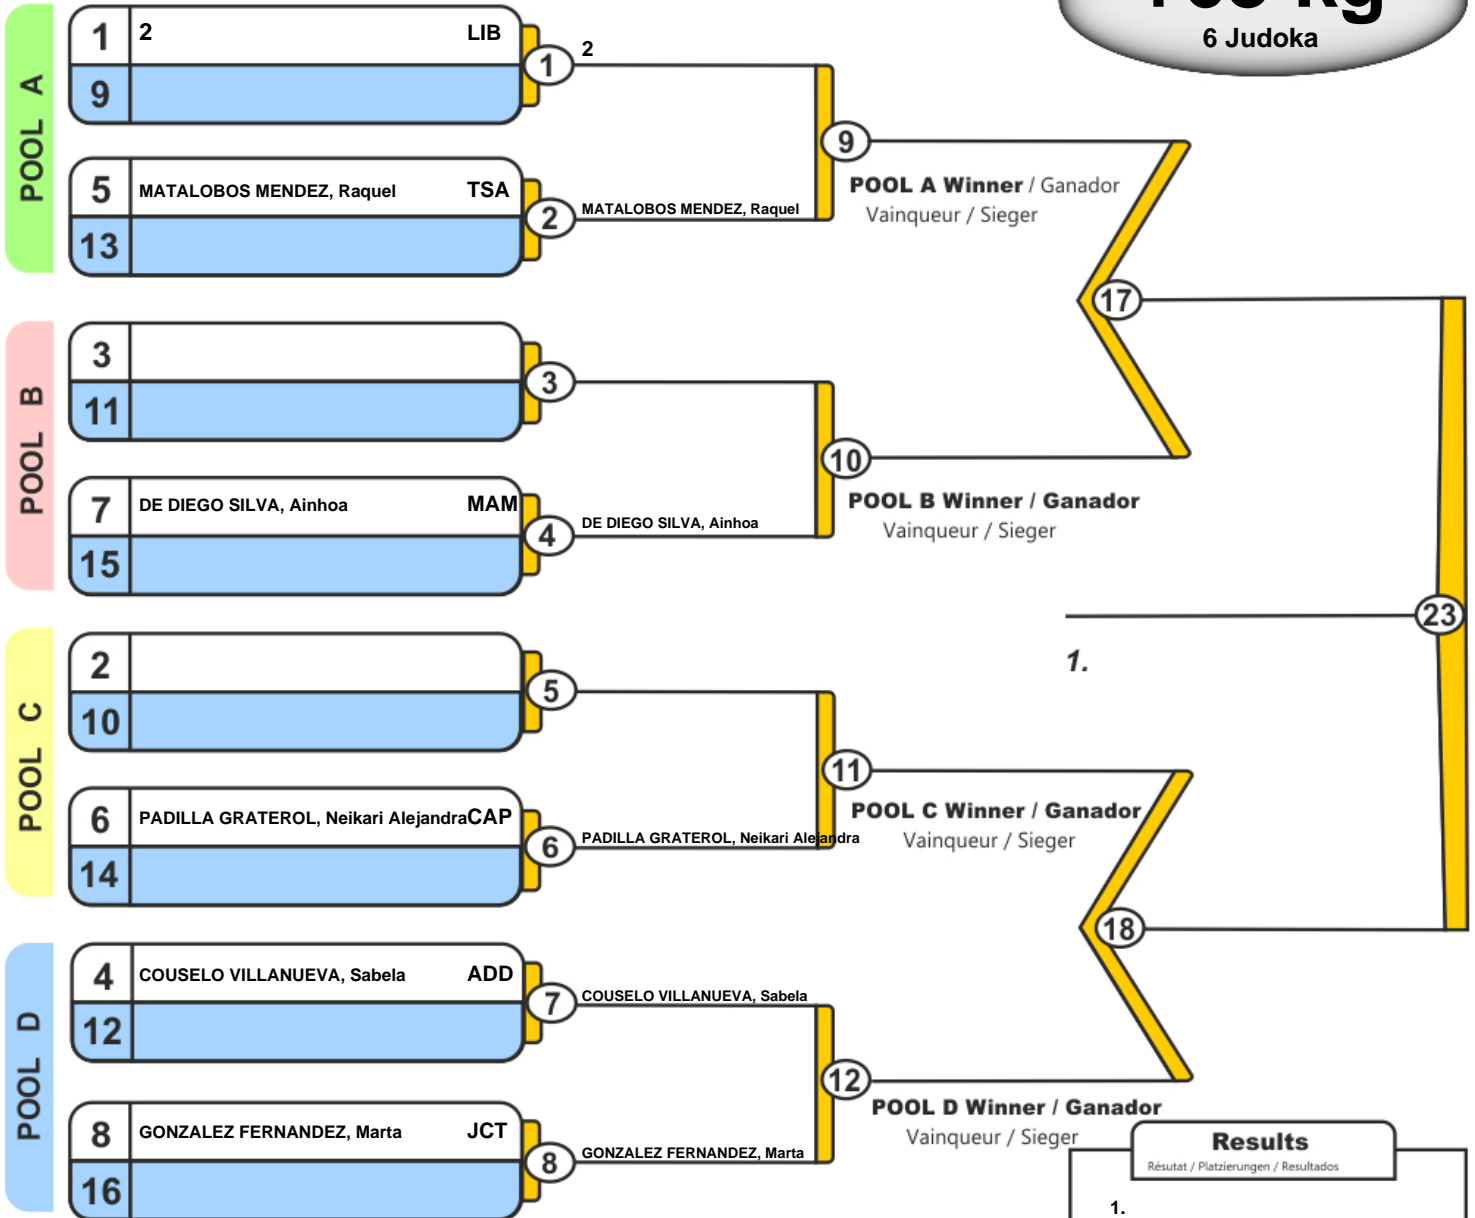 6 Judoka
POOL A
1 2 LIB
9
1
2
5 MATALOBOS MENDEZ, Raquel TSA
13
2
MATALOBOS MENDEZ, Raquel
9
POOL A Winner / Ganador
Vainqueur / Sieger
17
POOL B
3
11
3
7 DE DIEGO SILVA, Ainhoa MAM
15
4
DE DIEGO SILVA, Ainhoa
10
POOL B Winner / Ganador
Vainqueur / Sieger
23
1.
POOL C
2
10
5
6 PADILLA GRATEROL, Neikari Alejandra CAP
14
6
PADILLA GRATEROL, Neikari Alejandra
11
POOL C Winner / Ganador
Vainqueur / Sieger
18
POOL D
4 COUSELO VILLANUEVA, Sabela ADD
12
7
COUSELO VILLANUEVA, Sabela
8 GONZALEZ FERNANDEZ, Marta JCT
16
8
GONZALEZ FERNANDEZ, Marta
12
POOL D Winner / Ganador
Vainqueur / Sieger
Results
Résutat / Platzierungen / Resultados
1.